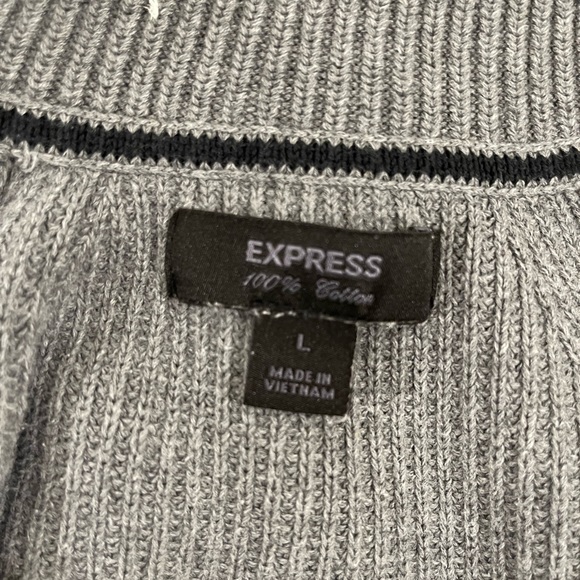 EXPRESS
100% Cotton
L
MADE IN
VIETNAM